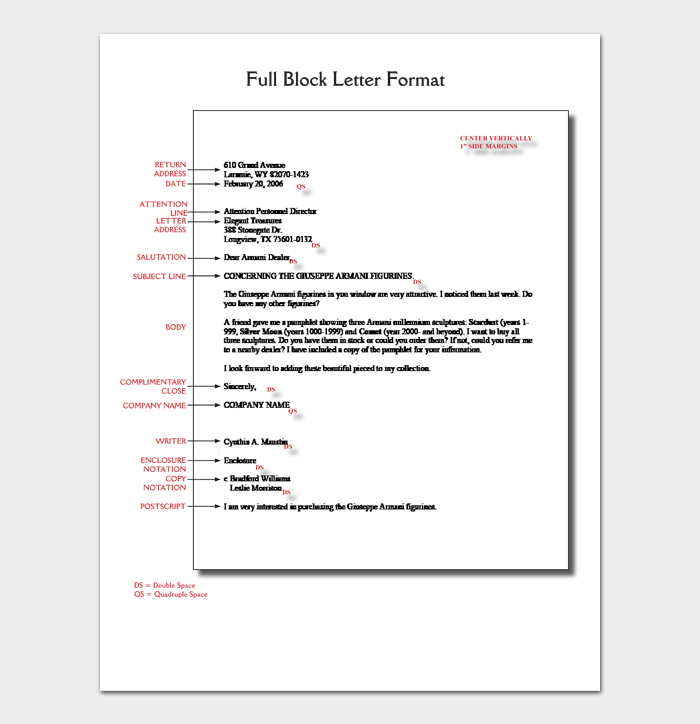 Full Block Letter Format
CENTER VERTICALLY
1" SIDE MARGINS
RETURN
ADDRESS
610 Grand Avenue
Laramie, WY 82070-1423
DATE
February 20, 2006
QS
ATTENTION
LINE
Attention Personnel Director
LETTER
ADDRESS
Elegant Treasures
388 Stonegate Dr.
Longview, TX 75601-0132
DS
SALUTATION
Dear Armani Dealer,
DS
SUBJECT LINE
CONCERNING THE GIUSEPPE ARMANI FIGURINES
DS
BODY
The Giuseppe Armani figurines in you window are very attractive. I noticed them last week. Do
you have any other figurines?
A friend gave me a pamphlet showing three Armani millennium sculptures: Stardust (years 1-
999, Silver Moon (years 1000-1999) and Comet (year 2000- and beyond). I want to buy all
three sculptures. Do you have them in stock or could you order them? If not, could you refer me
to a nearby dealer? I have included a copy of the pamphlet for your information.
I look forward to adding these beautiful pieced to my collection.
COMPLIMENTARY
CLOSE
Sincerely,
DS
COMPANY NAME
COMPANY NAME
QS
WRITER
Cynthia A.
DS
ENCLOSURE
NOTATION
Enclosure
DS
COPY
NOTATION
c Bradford Williams
Leslie Morrison
DS
POSTSCRIPT
I am very interested in purchasing the Giuseppe Armani figurines.
DS = Double Space
QS = Quadruple Space